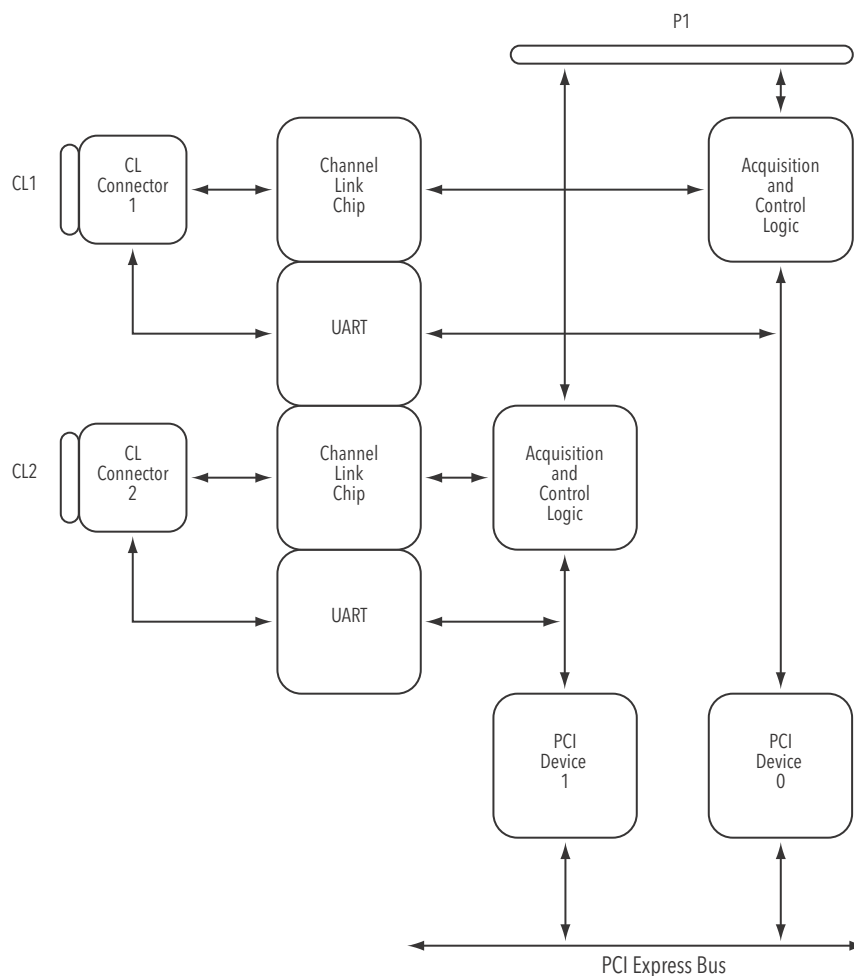 P1
CL1
CL
Connector
1
Channel
Link
Chip
Acquisition
and
Control
Logic
UART
CL2
CL
Connector
2
Channel
Link
Chip
Acquisition
and
Control
Logic
UART
PCI
Device
1
PCI
Device
0
PCI Express Bus